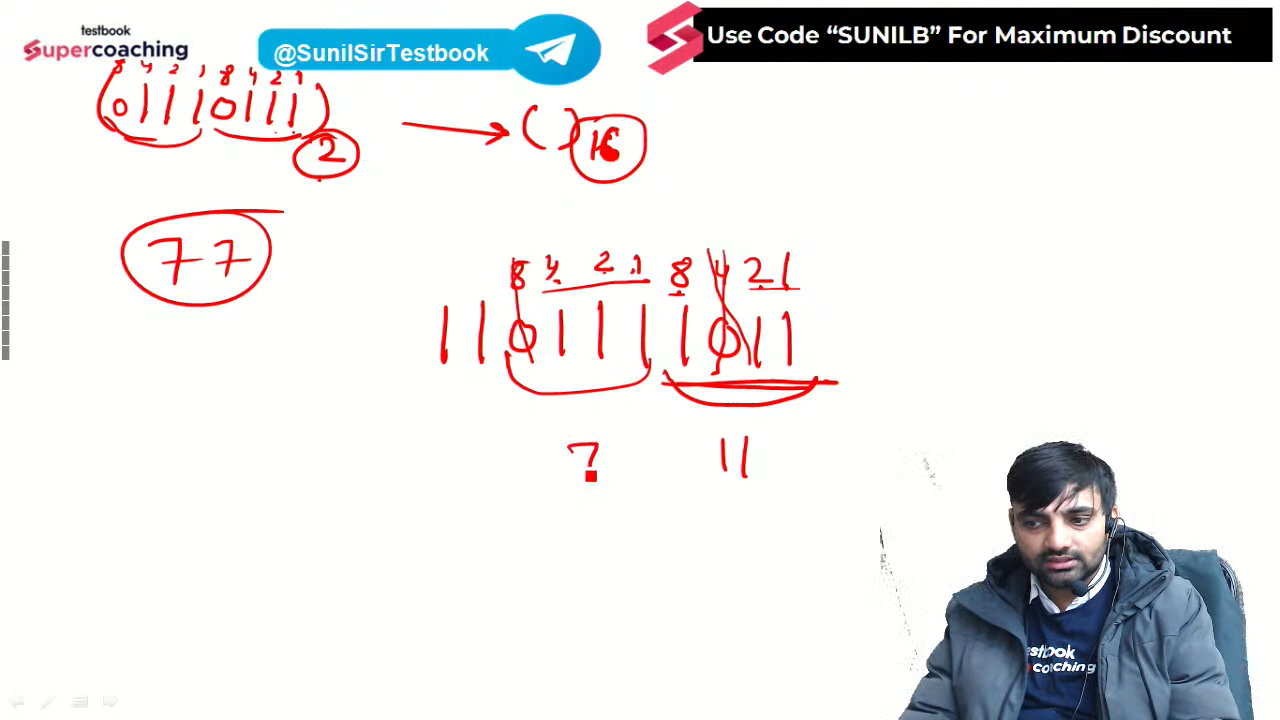 testbook
Supercoaching
@SunilSirTestbook
Use Code “SUNILB” For Maximum Discount
8 4 2 1 8 4 2 1
(01110111)2 → ( )16
77
8 4 2 1 8 4 2 1
1101111011
7 11
testbook
coaching